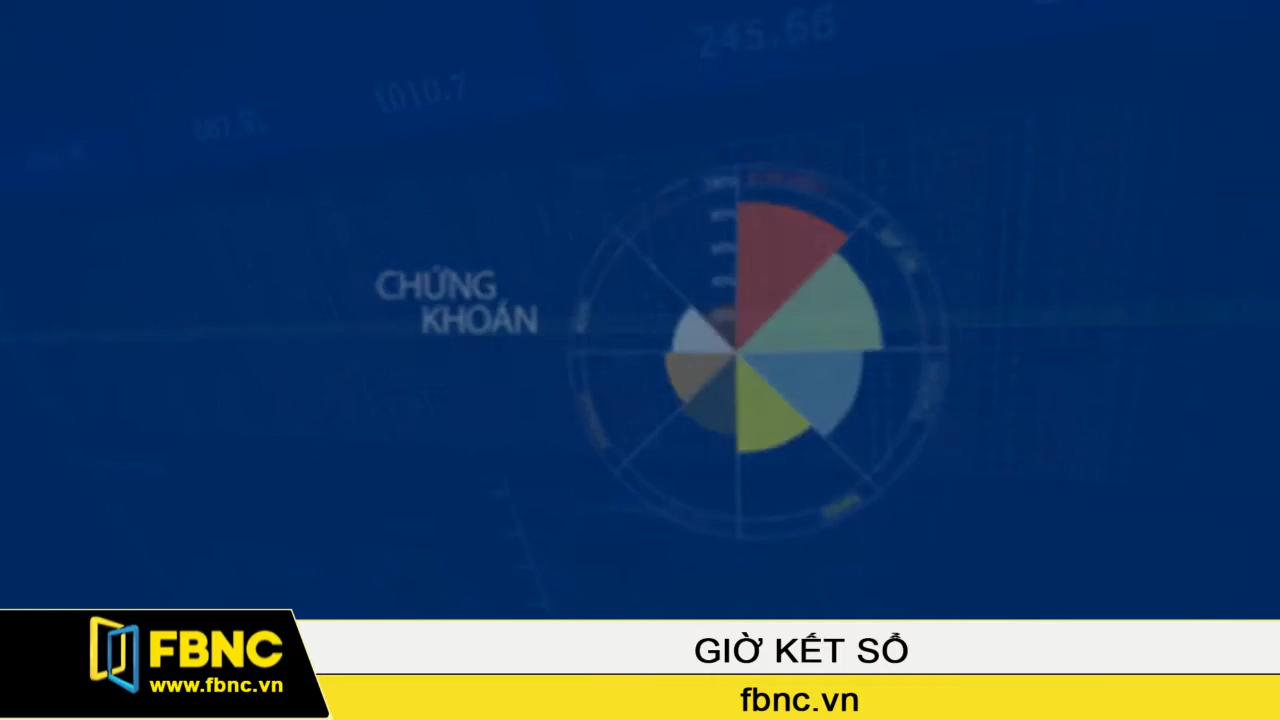 245.66
1010.7
CHỨNG
KHOÁN
FBNC
www.fbnc.vn
GIỜ KẾT SỔ
fbnc.vn